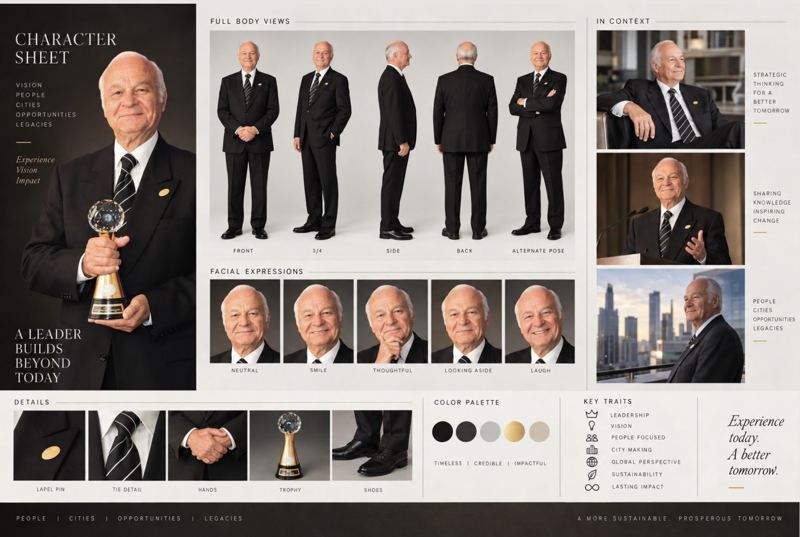 CHARACTER
SHEET
VISION
PEOPLE
CITIES
OPPORTUNITIES
LEGACIES
Experience
Vision
Impact
A LEADER
BUILDS
BEYOND
TODAY
FULL BODY VIEWS
FRONT
3/4
SIDE
BACK
ALTERNATE POSE
FACIAL EXPRESSIONS
NEUTRAL
SMILE
THOUGHTFUL
LOOKING ASIDE
LAUGH
IN CONTEXT
STRATEGIC
THINKING
FOR A
BETTER
TOMORROW
SHARING
KNOWLEDGE
INSPIRING
CHANGE
PEOPLE
CITIES
OPPORTUNITIES
LEGACIES
DETAILS
LAPEL PIN
TIE DETAIL
HANDS
TROPHY
SHOES
COLOR PALETTE
TIMELESS | CREDIBLE | IMPACTFUL
KEY TRAITS
LEADERSHIP
VISION
PEOPLE FOCUSED
CITY MAKING
GLOBAL PERSPECTIVE
SUSTAINABILITY
LASTING IMPACT
Experience
today.
A better
tomorrow.
PEOPLE | CITIES | OPPORTUNITIES | LEGACIES
A MORE SUSTAINABLE, PROSPEROUS TOMORROW